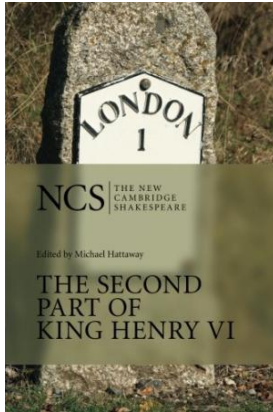 LONDON
1
NCS
THE NEW
CAMBRIDGE
SHAKESPEARE
Edited by Michael Hattaway
THE SECOND
PART OF
KING HENRY VI